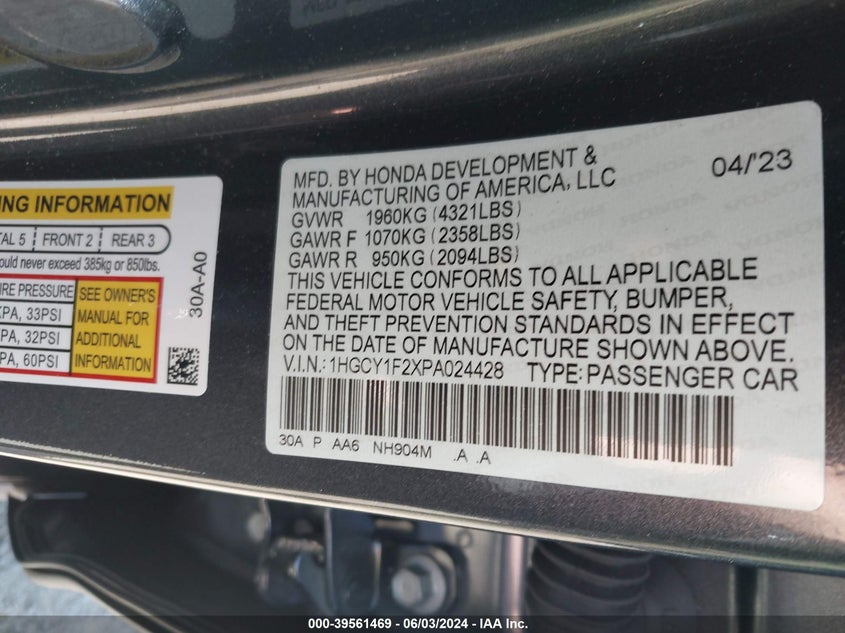 NG INFORMATION
TAL 5 FRONT 2 REAR 3
ould never exceed 385kg or 850lbs.
IRE PRESSURE
KPA, 33PSI
PA, 32PSI
PA, 60PSI
SEE OWNER'S
MANUAL FOR
ADDITIONAL
INFORMATION
30A-A0
MFD. BY HONDA DEVELOPMENT &
MANUFACTURING OF AMERICA, LLC
04/'23
GVWR 1960KG (4321LBS)
GAWR F 1070KG (2358LBS)
GAWR R 950KG (2094LBS)
THIS VEHICLE CONFORMS TO ALL APPLICABLE
FEDERAL MOTOR VEHICLE SAFETY, BUMPER,
AND THEFT PREVENTION STANDARDS IN EFFECT
ON THE DATE OF MANUFACTURE SHOWN ABOVE.
V.I.N.: 1HGCY1F2XPA024428 TYPE: PASSENGER CAR
30A P AA6 NH904M .A .A
000-39561469 - 06/03/2024 - IAA Inc.